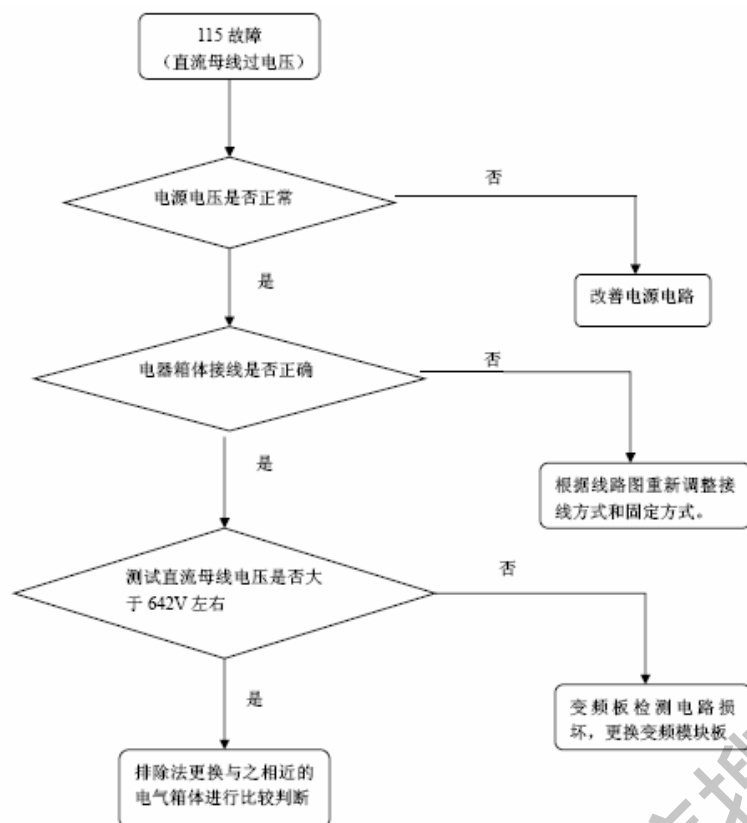 115 故障
（直流母线过电压）
电源电压是否正常
否
是
改善电源电路
电器箱体接线是否正确
否
是
根据线路图重新调整接
线方式和固定方式。
测试直流母线电压是否大
于 642V 左右
否
是
变频板检测电路损
坏，更换变频模块板
排除法更换与之相近的
电气箱体进行比较判断